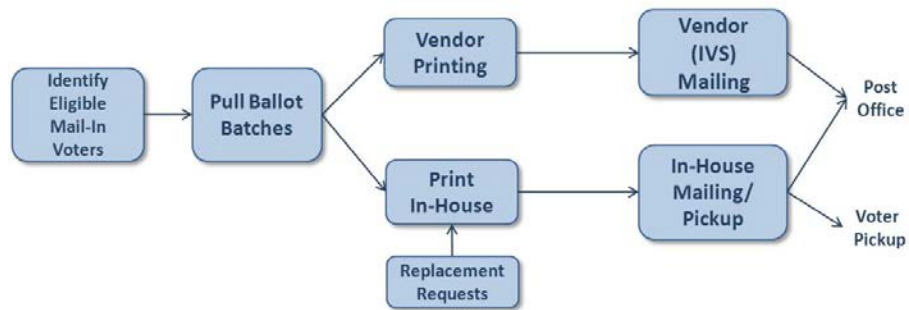 Identify
Eligible
Mail-In
Voters
Pull Ballot
Batches
Vendor
Printing
Vendor
(IVS)
Mailing
Post
Office
Print
In-House
In-House
Mailing/
Pickup
Voter
Pickup
Replacement
Requests